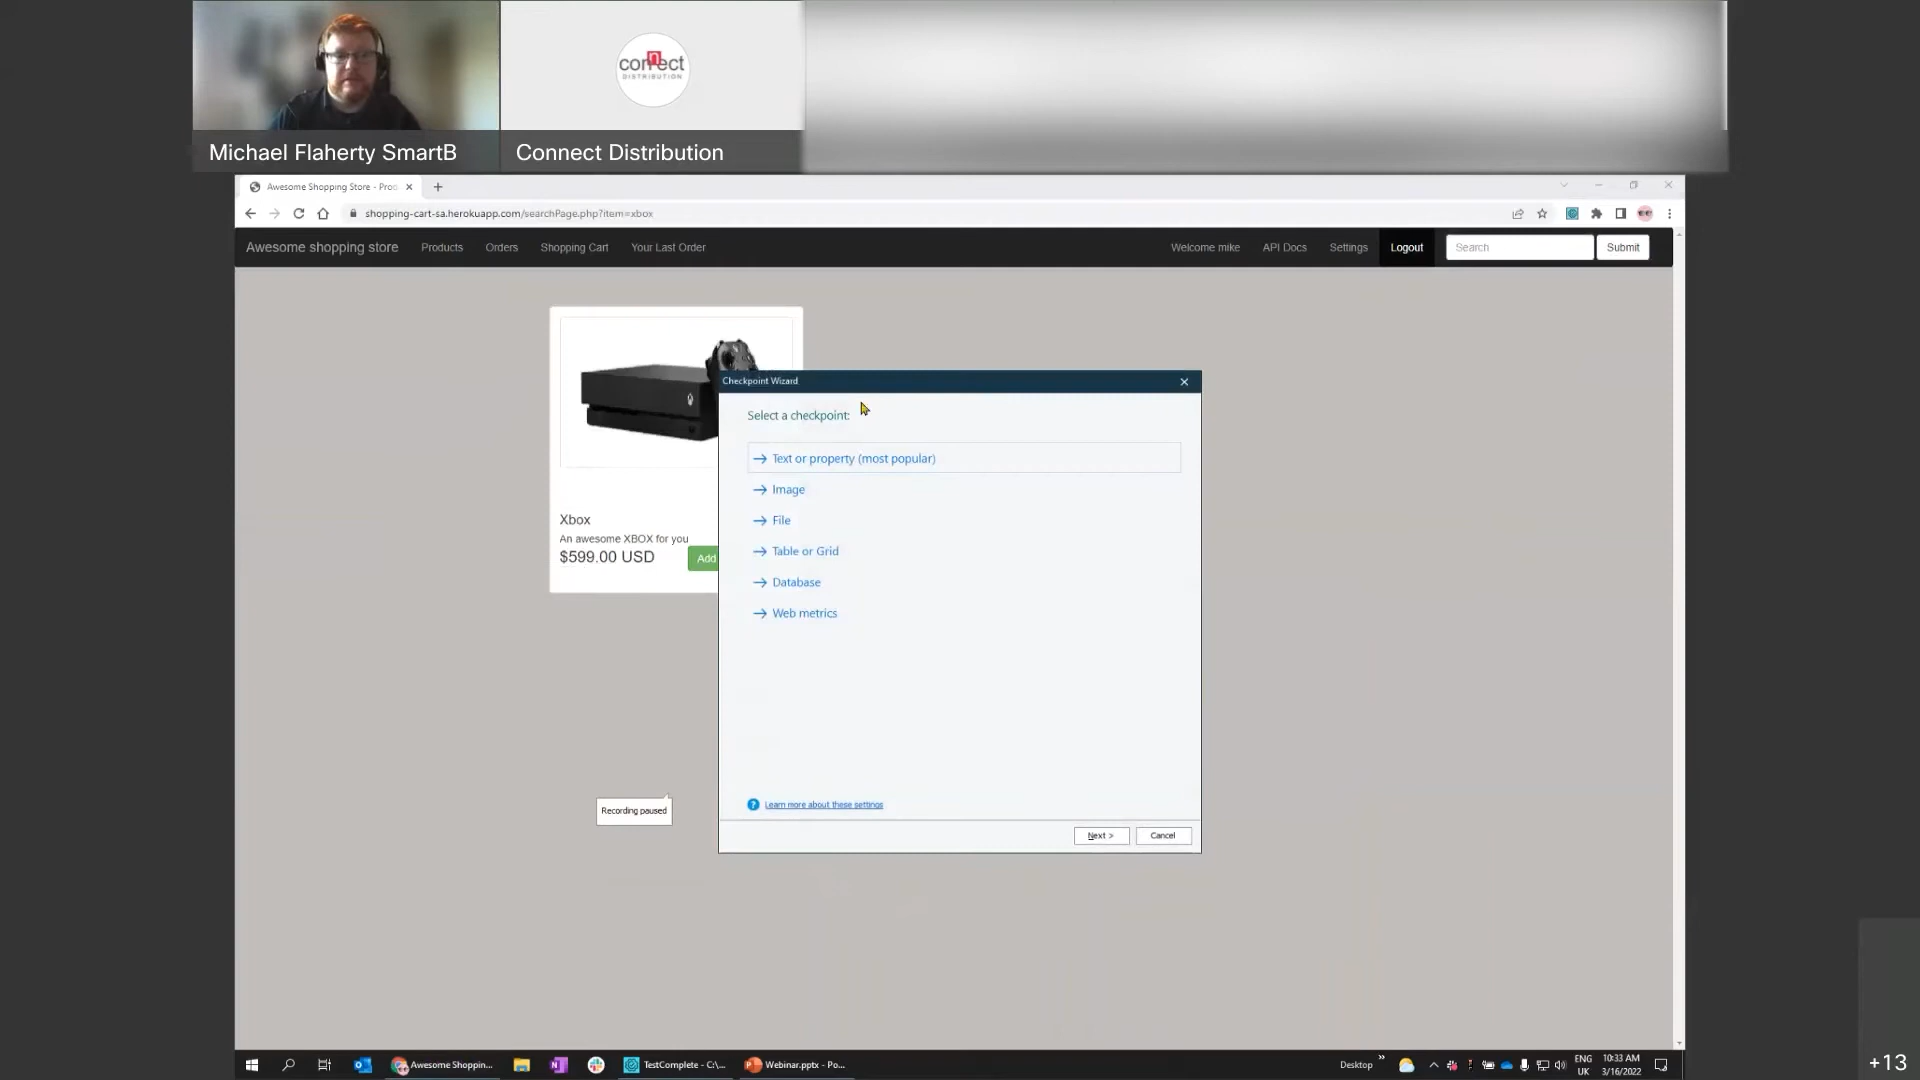 connect
DISTRIBUTION
Michael Flaherty SmartB
Connect Distribution
Awesome Shopping Store - Proc
shopping-cart-sa.herokuapp.com/searchPage.php?item=xbox
Awesome shopping store
Products
Orders
Shopping Cart
Your Last Order
Welcome mike
API Docs
Settings
Logout
Search
Submit
Xbox
An awesome XBOX for you
$599.00 USD
Add
Checkpoint Wizard
Select a checkpoint:
Text or property (most popular)
Image
File
Table or Grid
Database
Web metrics
Learn more about these settings
Next >
Cancel
Recording paused
Awesome Shoppin...
TestComplete - C:\...
Webinar.pptx - Po...
Desktop
ENG
UK
10:33 AM
3/16/2022
+13